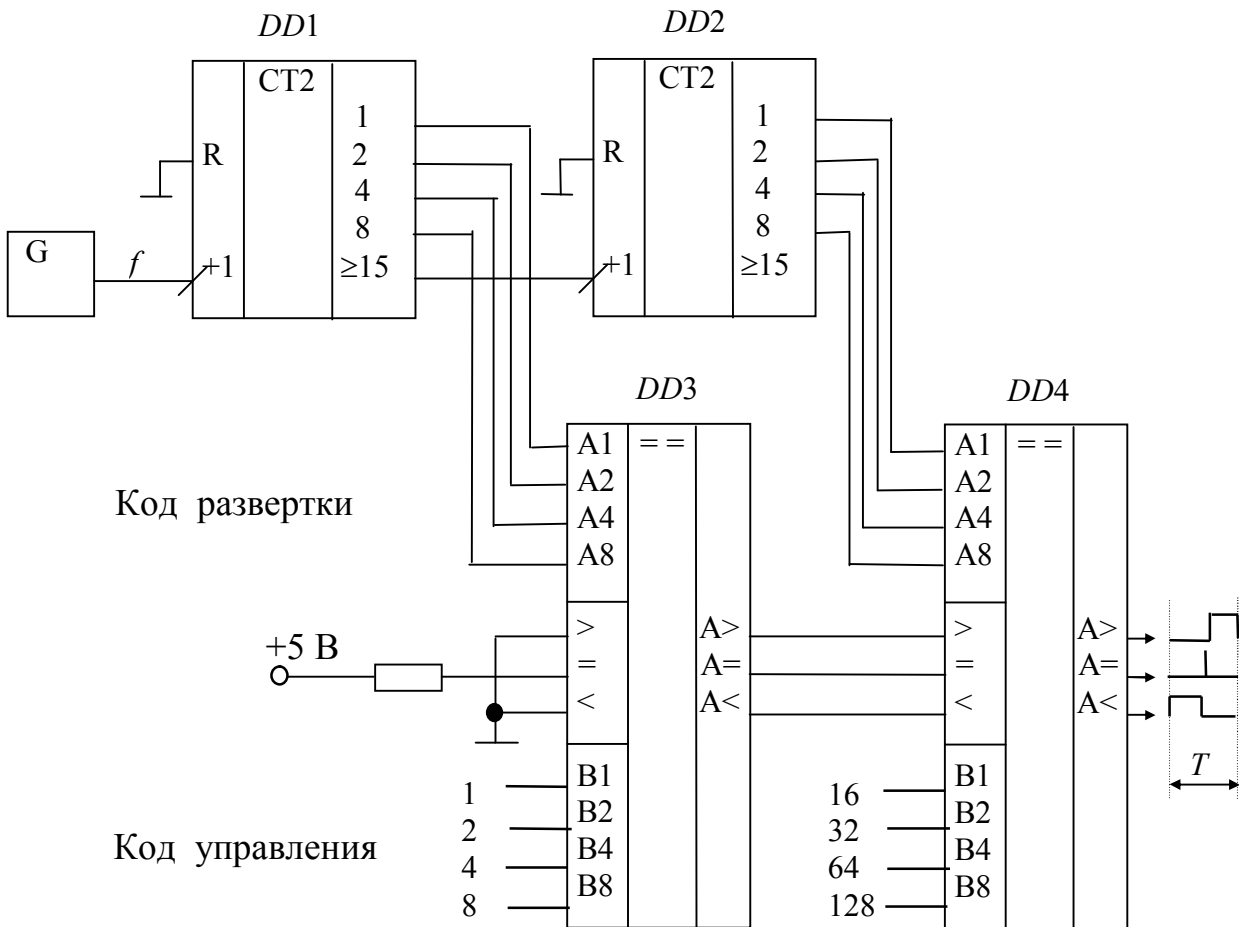 DD1
DD2
CT2
CT2
1
2
4
8
≥15
1
2
4
8
≥15
R
R
G
f
+1
+1
DD3
DD4
A1
A2
A4
A8
= =
A1
A2
A4
A8
= =
Код развертки
+5 В
>
=
<
A>
A=
A<
>
=
<
A>
A=
A<
T
Код управления
1
2
4
8
B1
B2
B4
B8
16
32
64
128
B1
B2
B4
B8